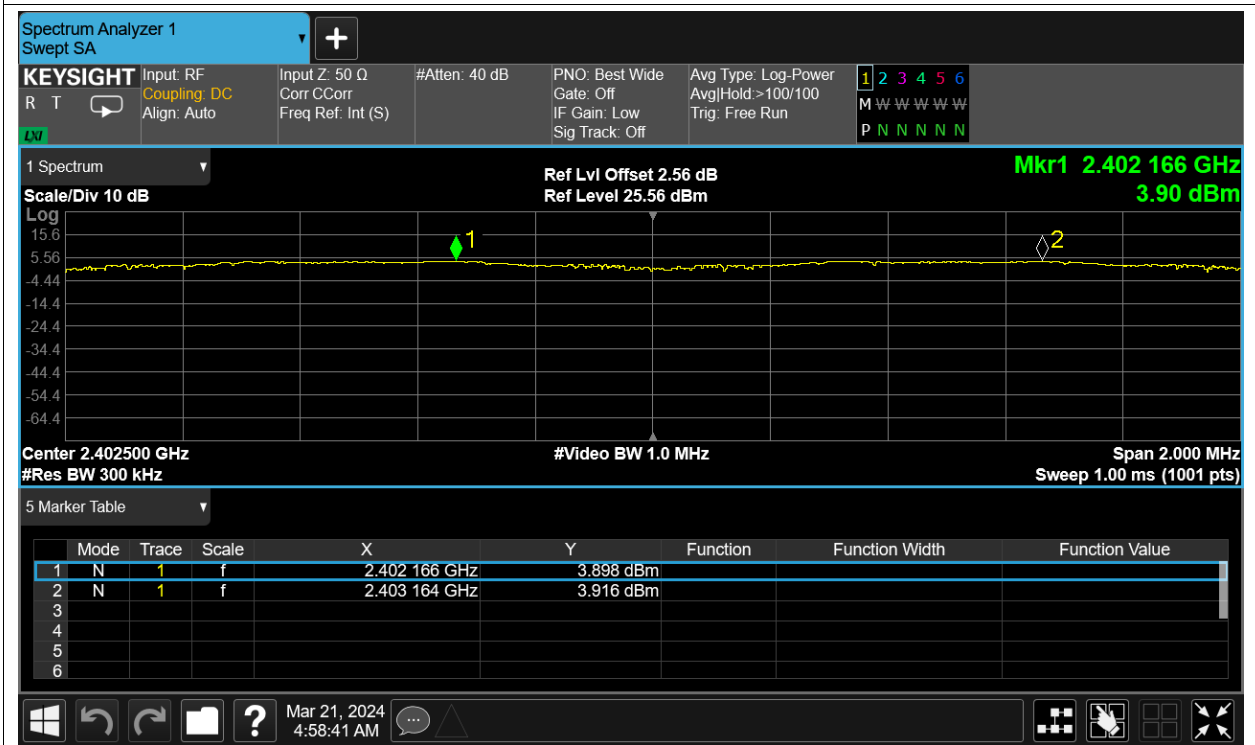 Spectrum Analyzer 1
Swept SA
+
KEYSIGHT Input: RF Input Z: 50 Ω #Atten: 40 dB PNO: Best Wide Avg Type: Log-Power 1 2 3 4 5 6
R T Coupling: DC Corr CCorr Gate: Off Avg|Hold:>100/100 M W W W W W
Align: Auto Freq Ref: Int (S) IF Gain: Low Trig: Free Run
LXI Sig Track: Off P N N N N N
1 Spectrum Ref Lvl Offset 2.56 dB Mkr1 2.402 166 GHz
Scale/Div 10 dB Ref Level 25.56 dBm 3.90 dBm
Log
15.6
1 2
5.56
-4.44
-14.4
-24.4
-34.4
-44.4
-54.4
-64.4
Center 2.402500 GHz #Video BW 1.0 MHz Span 2.000 MHz
#Res BW 300 kHz Sweep 1.00 ms (1001 pts)
5 Marker Table
Mode Trace Scale X Y Function Function Width Function Value
1 N 1 f 2.402 166 GHz 3.898 dBm
2 N 1 f 2.403 164 GHz 3.916 dBm
3
4
5
6
? Mar 21, 2024
4:58:41 AM